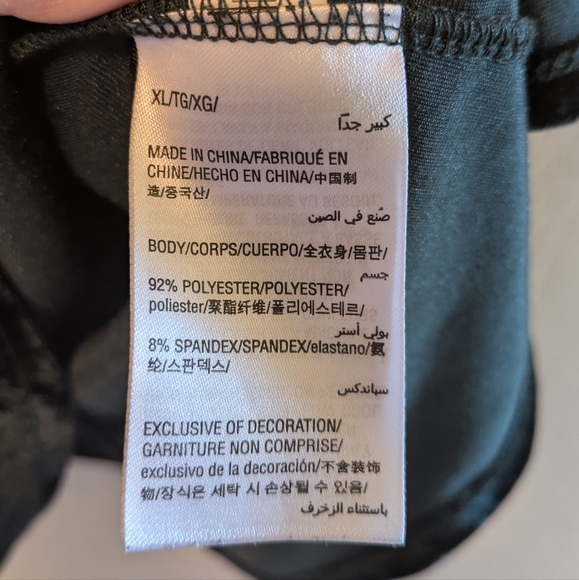 XL/TG/XG/
كبير جدًا
MADE IN CHINA/FABRIQUÉ EN
CHINE/HECHO EN CHINA/中国制
造/중국산/
صُنع في الصين
BODY/CORPS/CUERPO/全衣身/몸판/
جسم
92% POLYESTER/POLYESTER/
poliester/聚酯纤维/폴리에스테르/
بولي أستر
8% SPANDEX/SPANDEX/elastano/氨
纶/스판덱스/
سباندكس
EXCLUSIVE OF DECORATION/
GARNITURE NON COMPRISE/
exclusivo de la decoración/不含装饰
物/장식은 세탁 시 손상될 수 있음/
باستثناء الزخرف